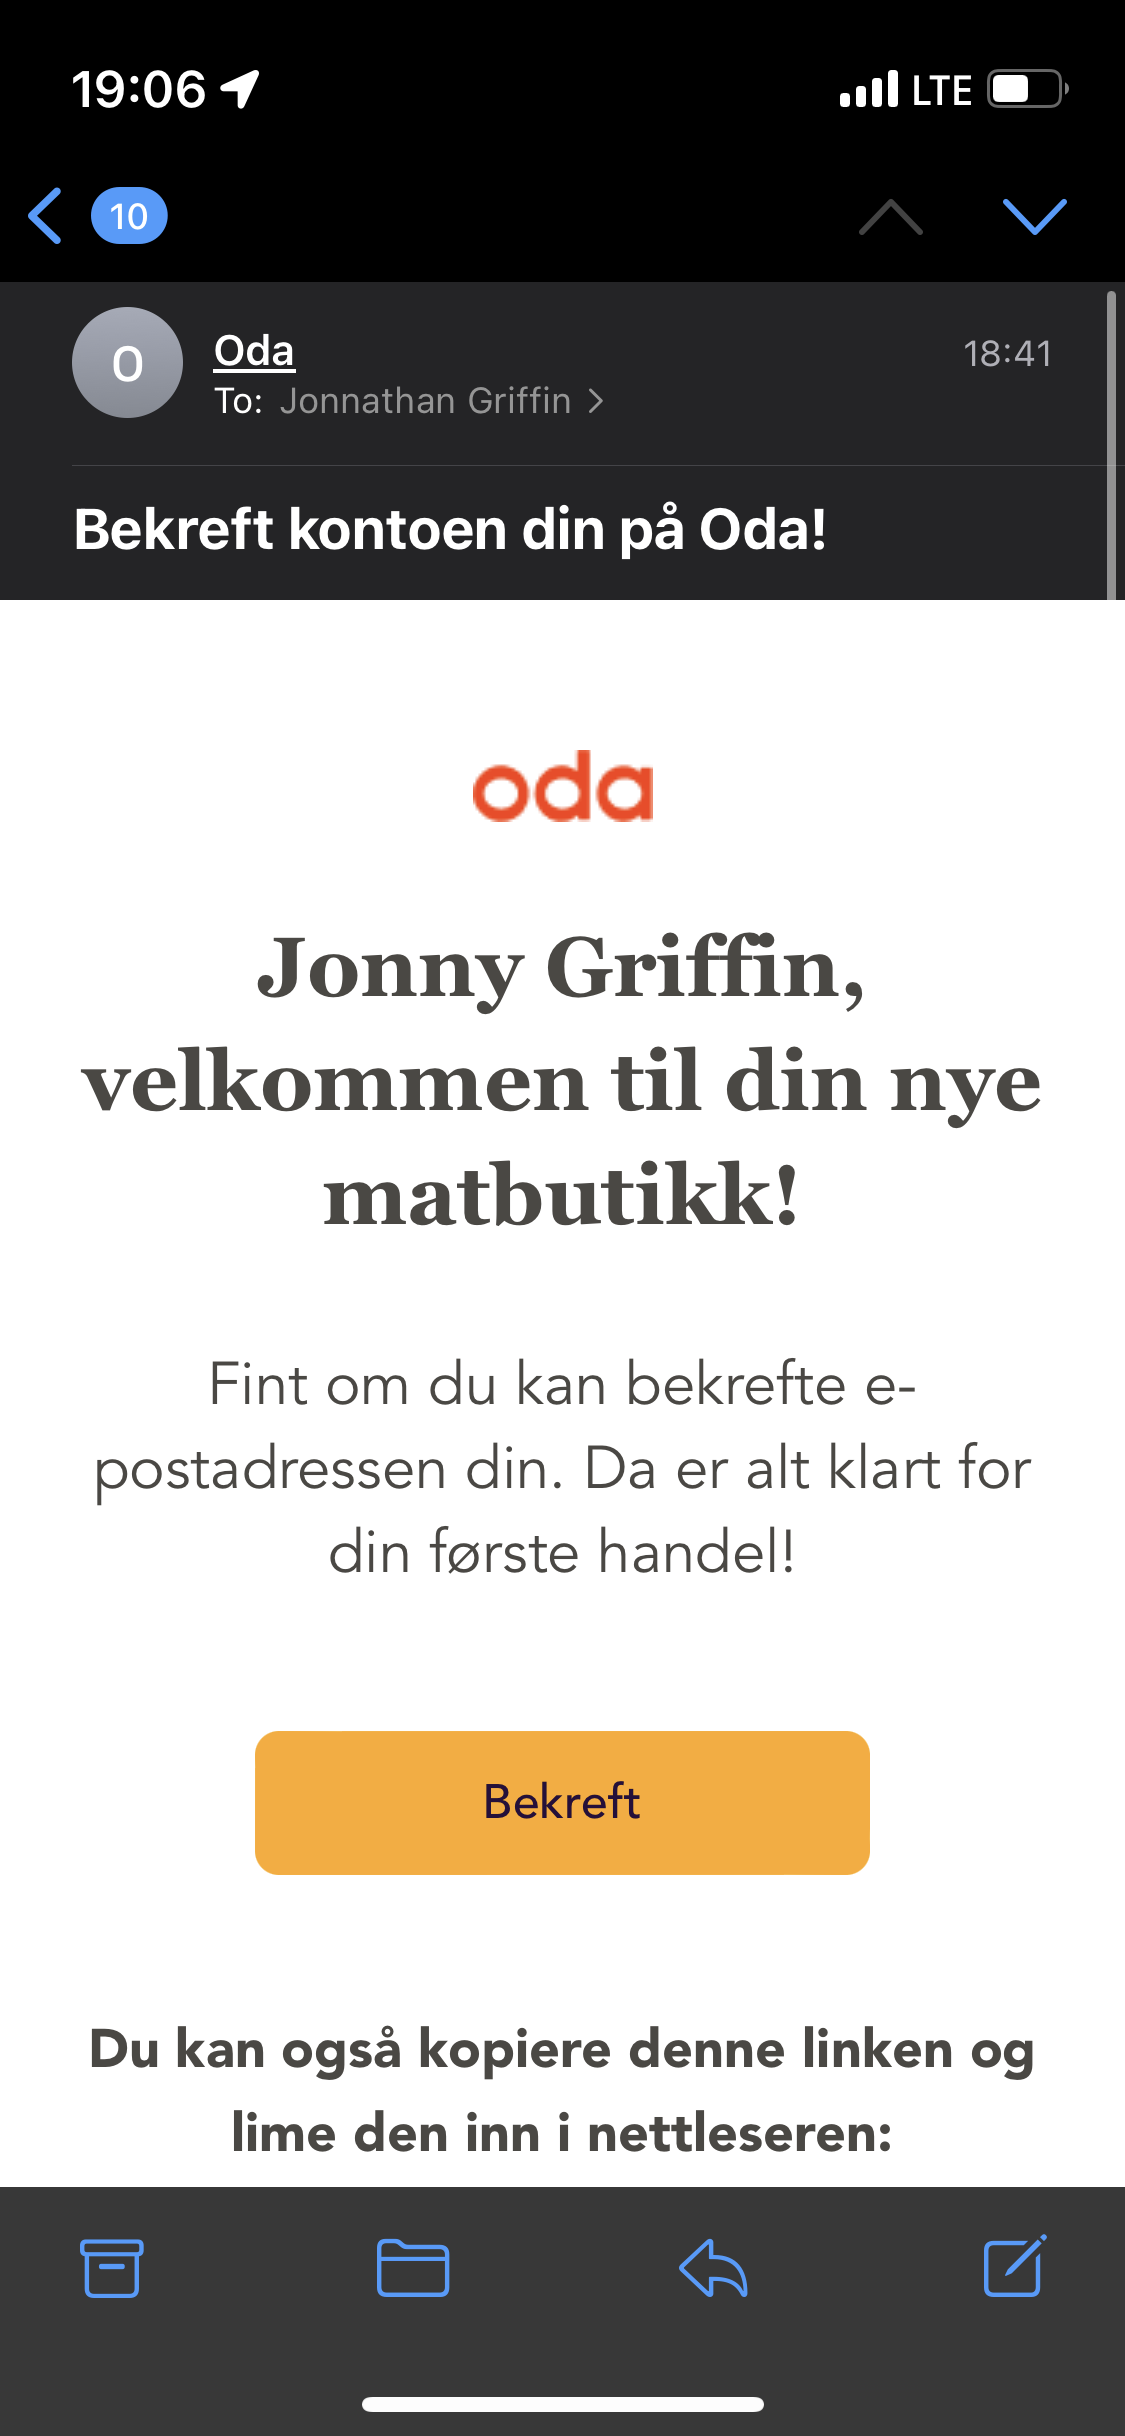 19:06
LTE
10
O
Oda
18:41
To: Jonnathan Griffin
Bekreft kontoen din på Oda!
oda
Jonny Griffin,
velkommen til din nye
matbutikk!
Fint om du kan bekrefte e-
postadressen din. Da er alt klart for
din første handel!
Bekreft
Du kan også kopiere denne linken og
lime den inn i nettleseren: